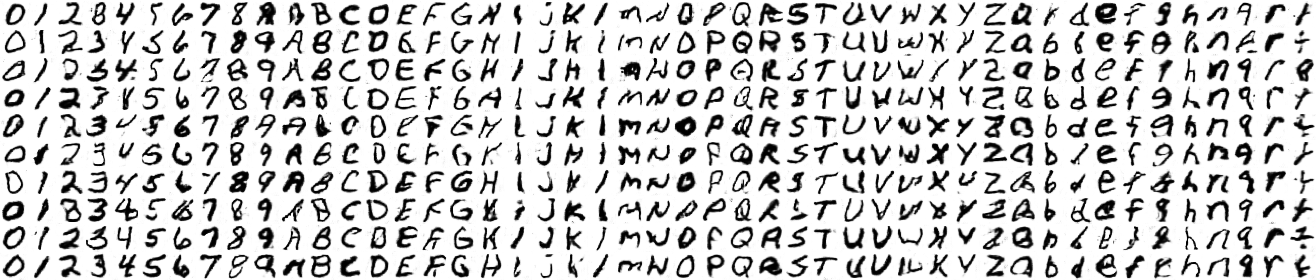 0 1 2 8 4 5 6 7 8 9 A B C D E F G H I j K l m N O P Q R S T U V W X Y Z a b d e f g h n q r t
0 1 2 3 4 5 6 7 8 9 A B C D E F G H I J K l m N O P Q R S T U V W X Y Z a b d e f g h n q r t
0 1 2 3 4 5 6 7 8 9 A B C D E F G H I J H l N O P Q R S T U V W Y Z a b d e f g h n q r
0 1 2 3 4 5 6 7 8 9 A B C D E F G H I J K l m N O P Q R S T U V W X Y Z a b d e f g h n q r t
0 1 2 3 4 5 6 7 8 9 A C D E F G H I J K l m N O P Q R S T U V W X Y Z a b d e f g h n q r t
0 1 2 3 4 5 6 7 8 9 A B C D E F G K I J H l m N O P Q R S T U V W X Y Z a b d e f g h n q r t
0 1 2 3 4 5 6 7 8 9 A B C D E F G H I J K l m N O P Q R S T U V W X Y Z a b d e f g h n q r t
0 1 8 3 4 5 6 7 8 9 A B C D E F G K i J K l m N O P Q R S T U V W X Y Z a b d e f g h n q r t
0 1 2 3 4 5 6 7 8 9 A B C D E F G K I J K l m N O P Q R S T U V W X Y Z a b d e f g h n q r t
0 1 2 3 4 5 6 7 8 9 A B C D E F G H I J K l m N O P Q R S T U V W X Y Z a b d e f g h n q r t